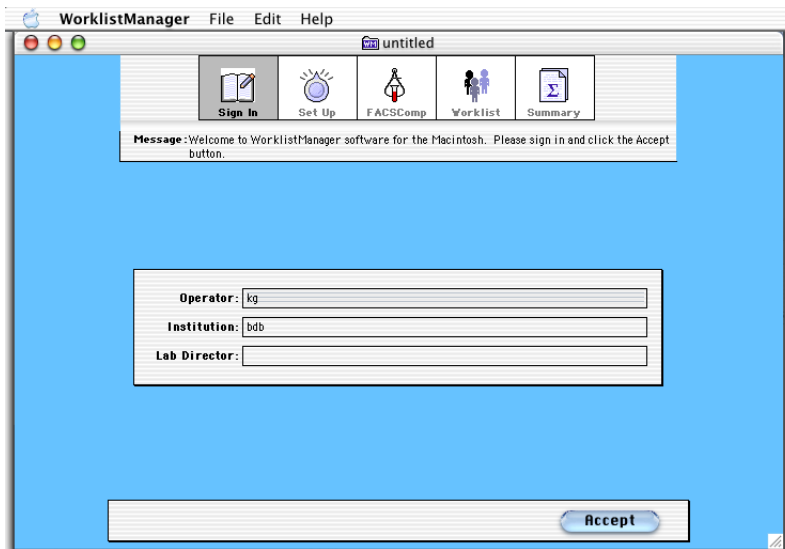 WorklistManager File Edit Help
untitled
Sign In Set Up FACSComp Worklist Summary
Message: Welcome to WorklistManager software for the Macintosh. Please sign in and click the Accept
button.
Operator: kg
Institution: bdb
Lab Director:
Accept